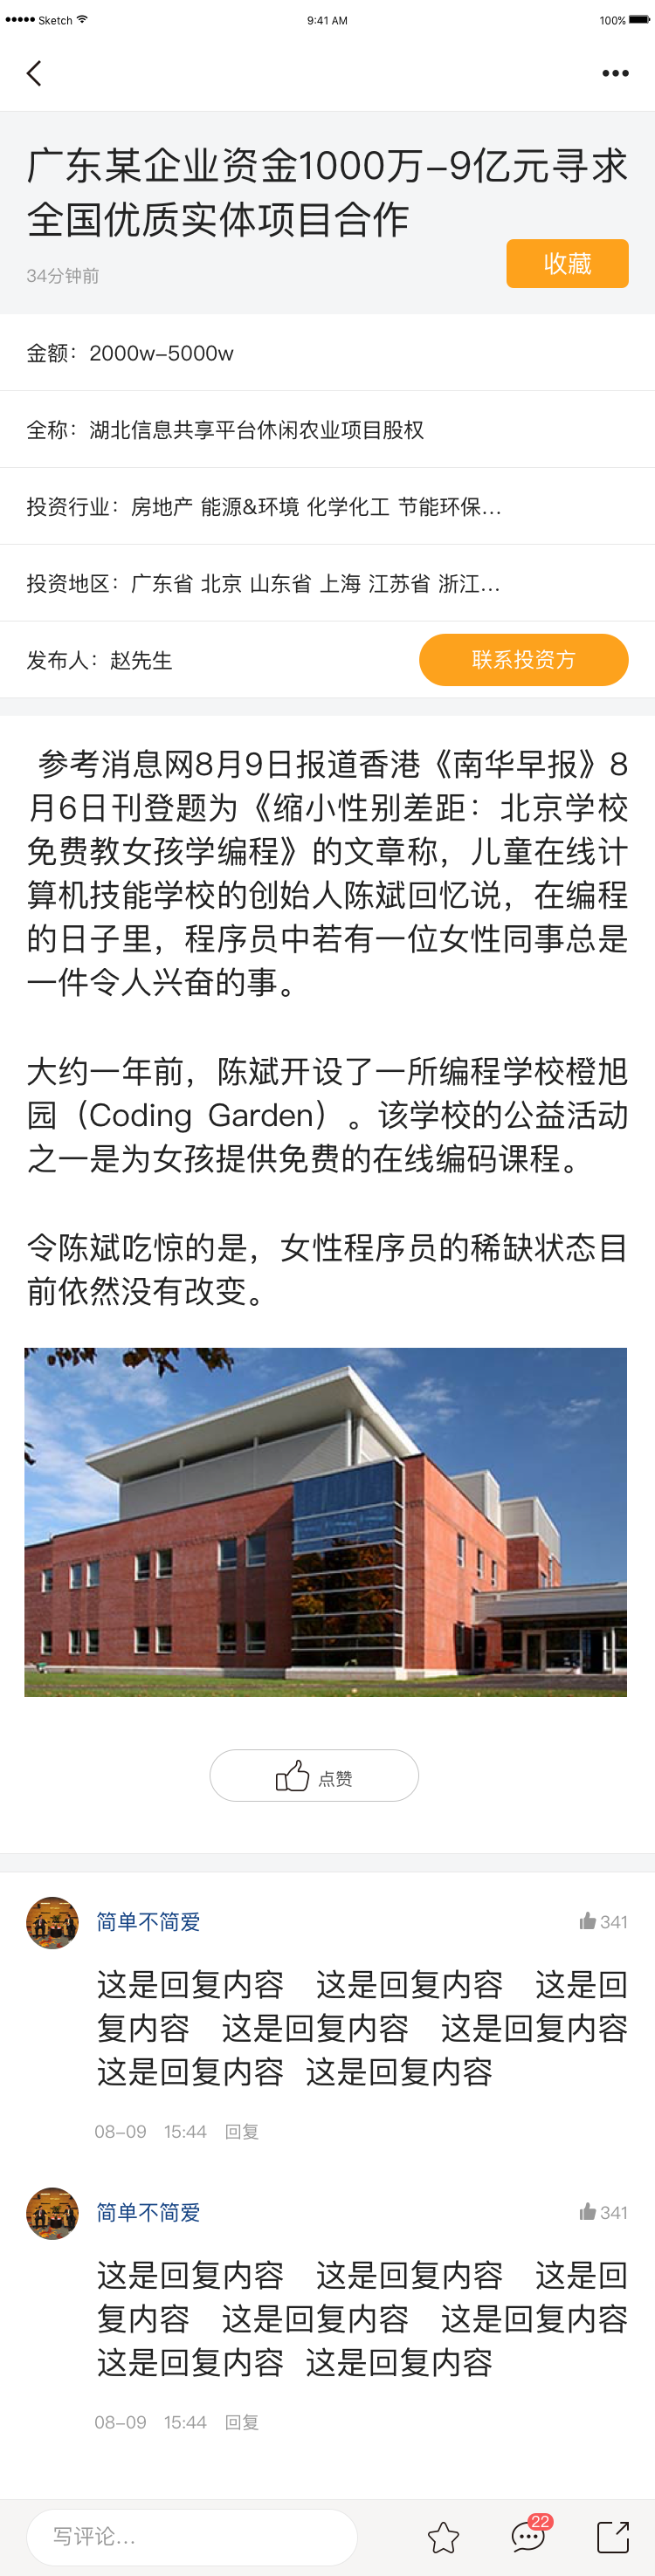 Sketch 9:41 AM 100%
广东某企业资金1000万-9亿元寻求
全国优质实体项目合作
34分钟前
收藏
金额：2000w-5000w
全称：湖北信息共享平台休闲农业项目股权
投资行业：房地产 能源&环境 化学化工 节能环保...
投资地区：广东省 北京 山东省 上海 江苏省 浙江...
发布人：赵先生 联系投资方
参考消息网8月9日报道香港《南华早报》8
月6日刊登题为《缩小性别差距：北京学校
免费教女孩学编程》的文章称，儿童在线计
算机技能学校的创始人陈斌回忆说，在编程
的日子里，程序员中若有一位女性同事总是
一件令人兴奋的事。
大约一年前，陈斌开设了一所编程学校橙旭
园（Coding Garden）。该学校的公益活动
之一是为女孩提供免费的在线编码课程。
令陈斌吃惊的是，女性程序员的稀缺状态目
前依然没有改变。
点赞
简单不简爱 341
这是回复内容 这是回复内容 这是回
复内容 这是回复内容 这是回复内容
这是回复内容 这是回复内容
08-09 15:44 回复
简单不简爱 341
这是回复内容 这是回复内容 这是回
复内容 这是回复内容 这是回复内容
这是回复内容 这是回复内容
08-09 15:44 回复
写评论... 22